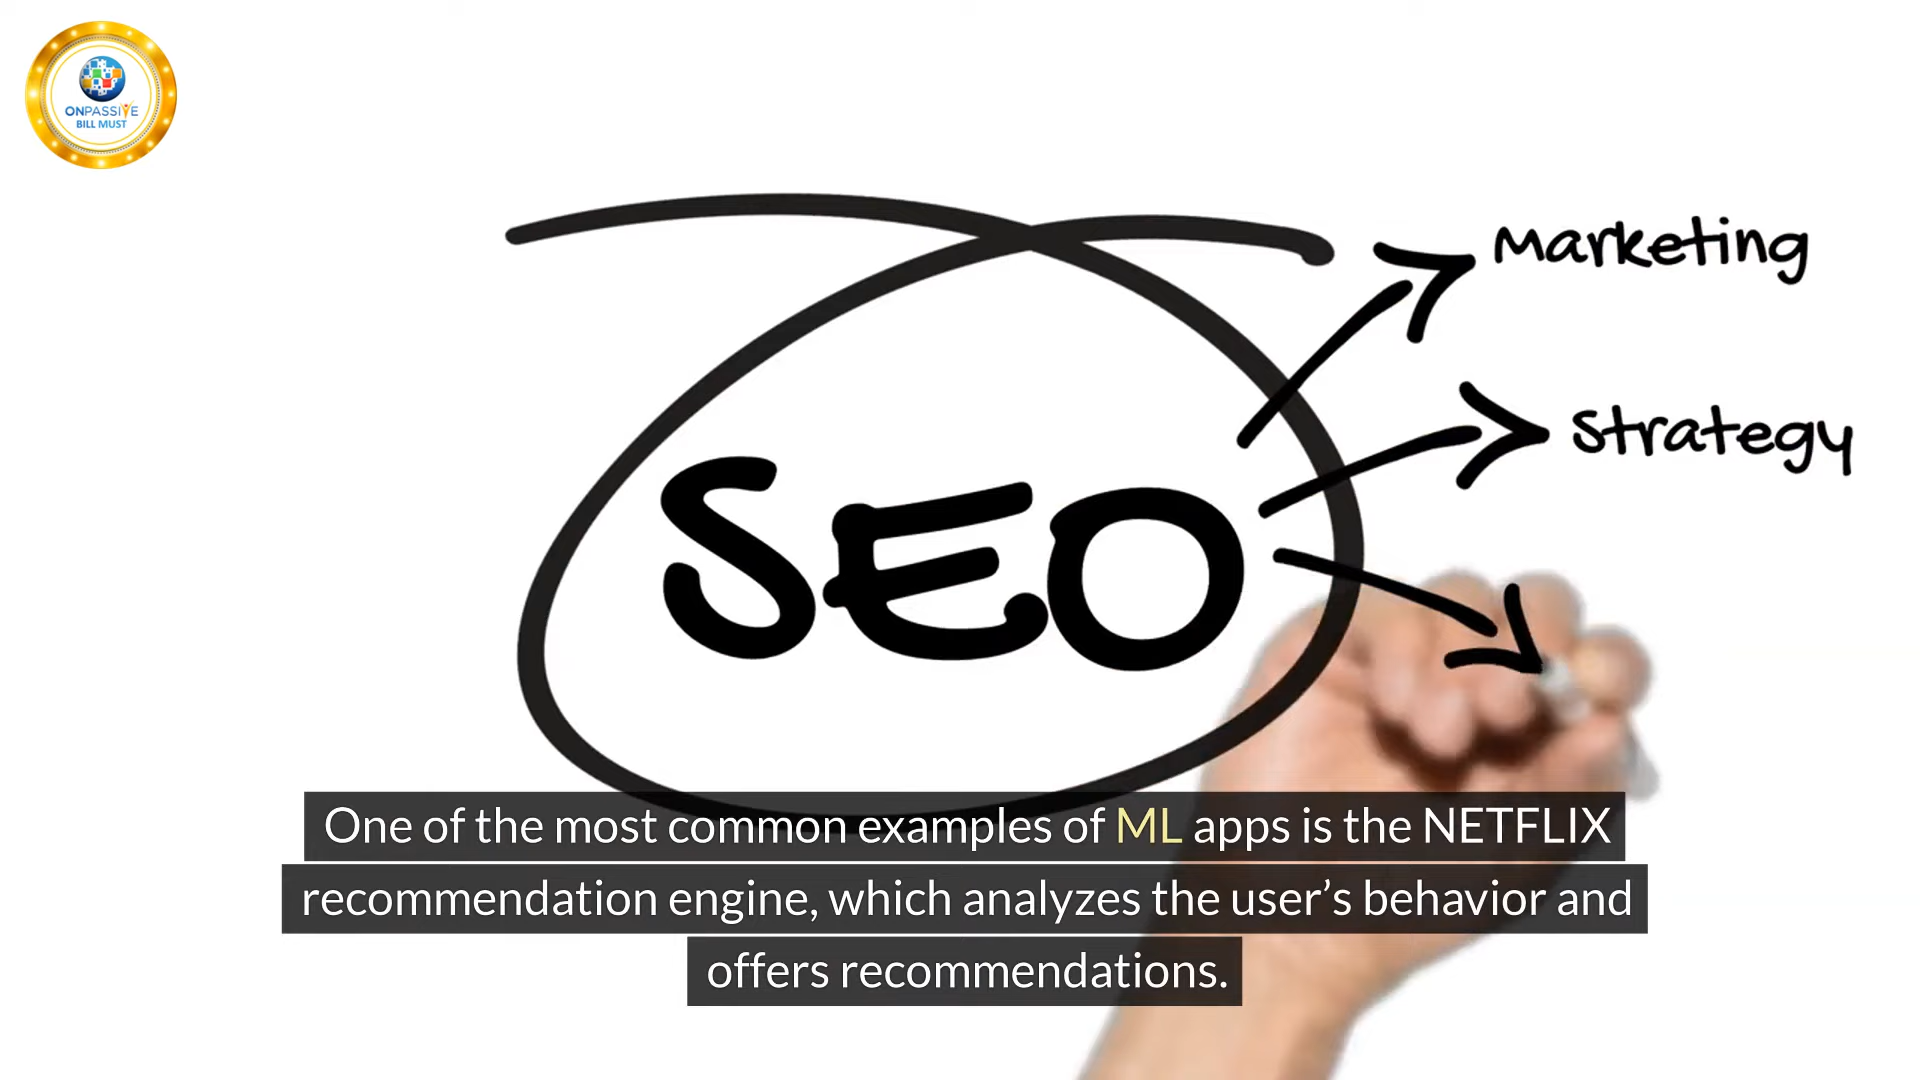 ONPASSIVE
BILL MUST
Marketing
Strategy
SEO
One of the most common examples of ML apps is the NETFLIX
recommendation engine, which analyzes the user’s behavior and
offers recommendations.